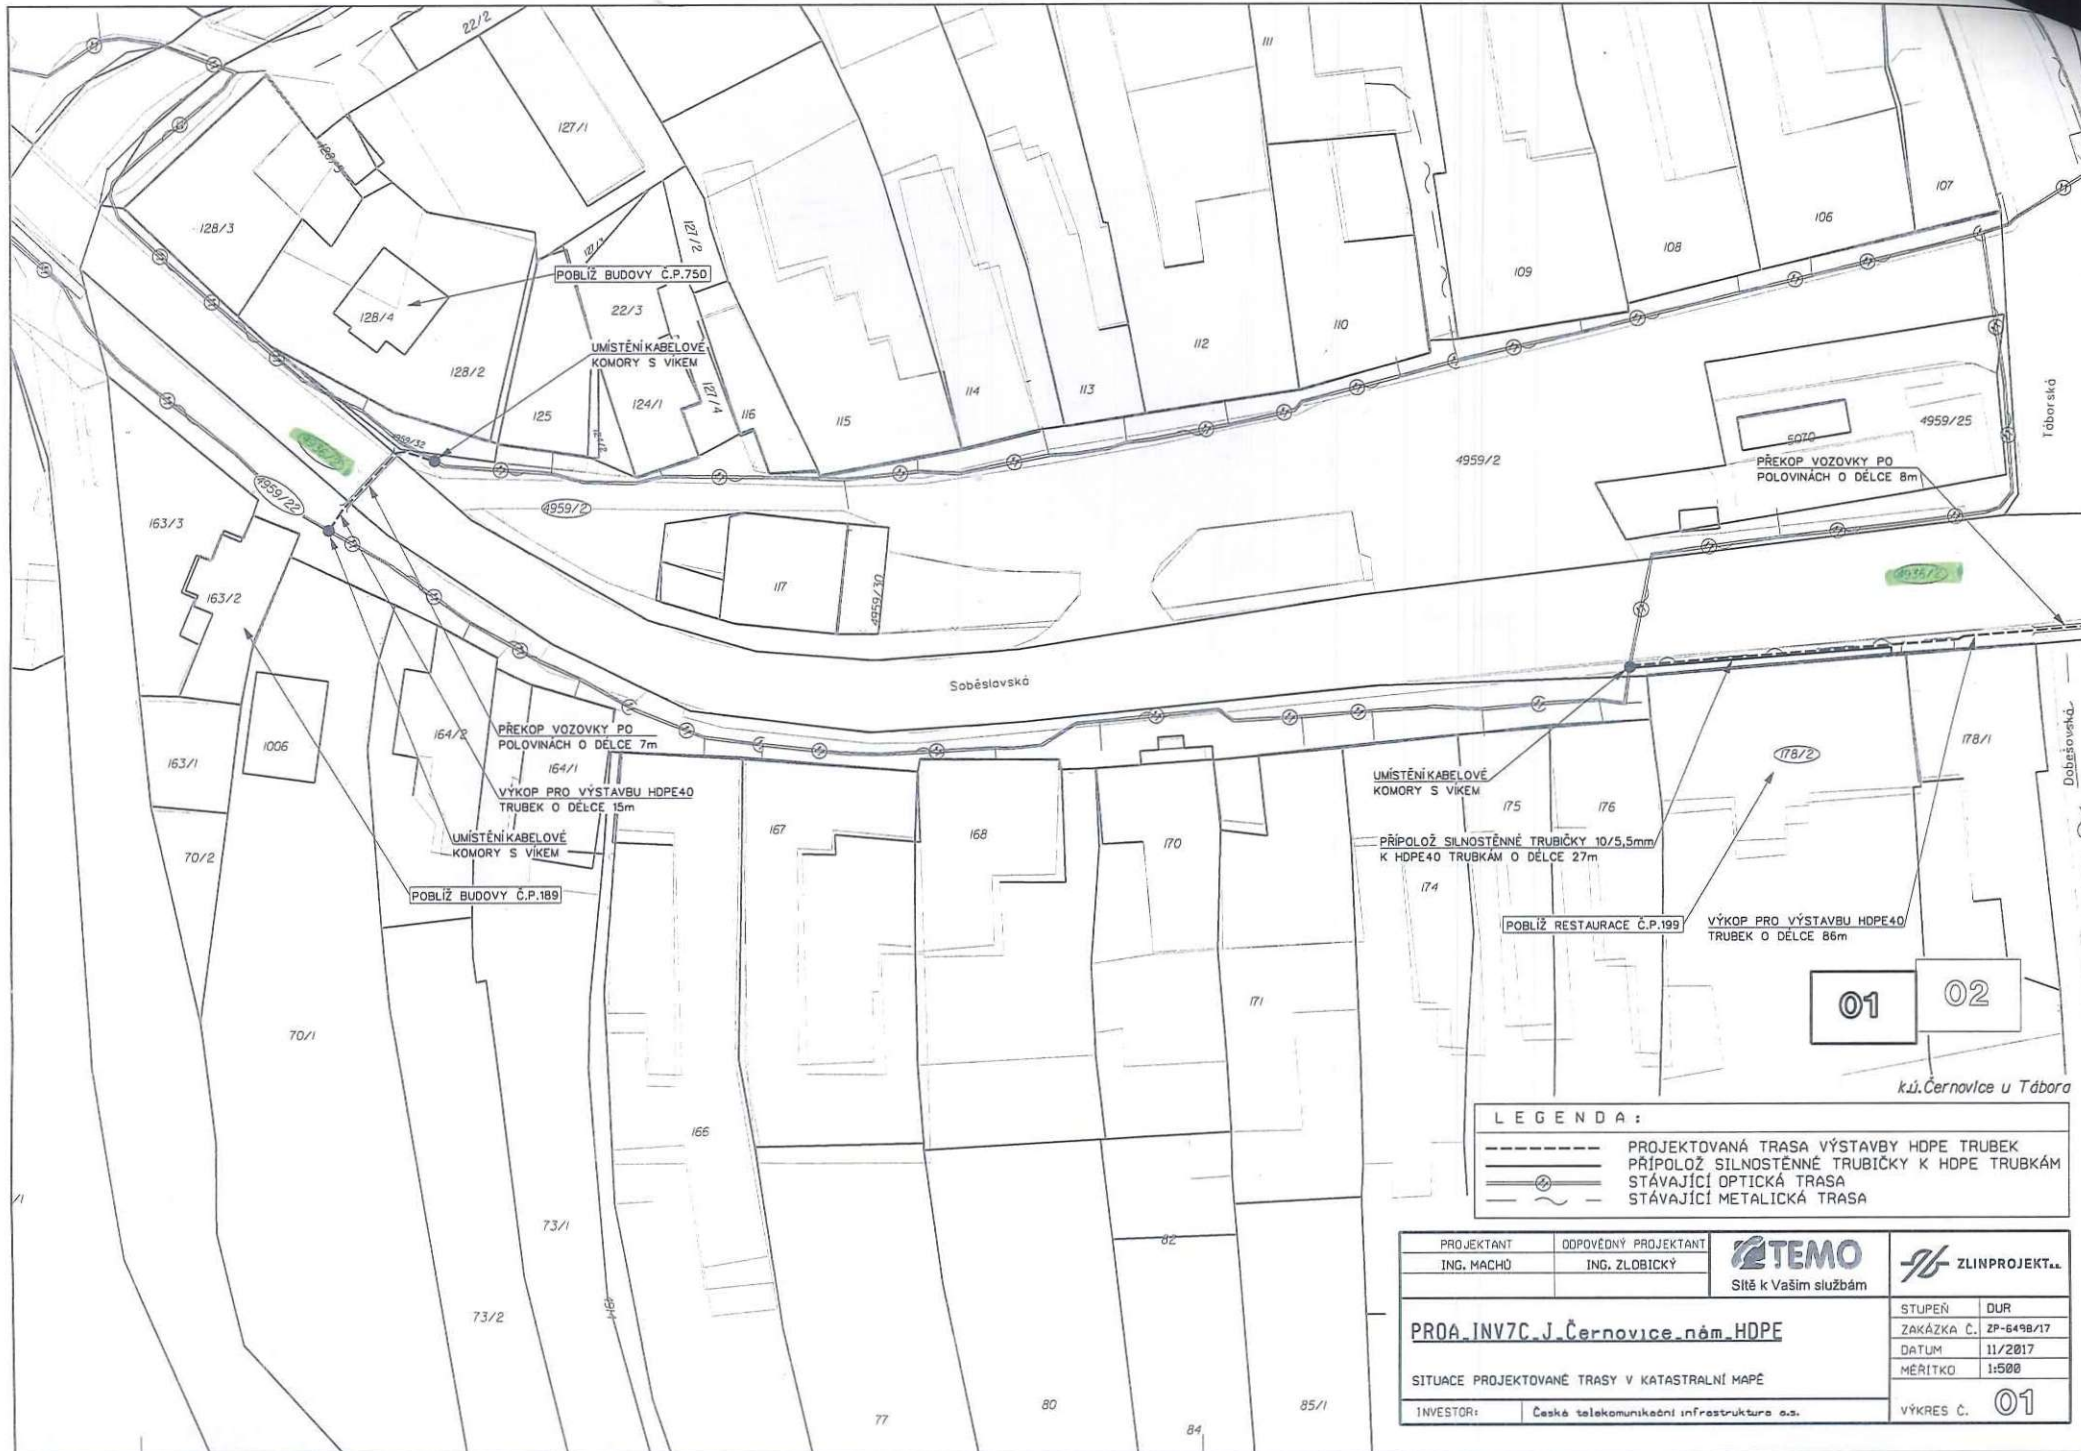 22/2
127/1
111
128/3
128/5
127/3
127/2
POBLÍŽ BUDOVY Č.P.750
128/4
22/3
UMÍSTĚNÍ KABELOVÉ
KOMORY S VÍKEM
128/2
125
124/1
127/4
116
115
114
113
112
110
109
108
106
107
4959/32
4959/22
4959/2
4959/2
4959/25
5070
Táborská
PŘEKOP VOZOVKY PO
POLOVINÁCH O DÉLCE 8m
4936/2
163/3
163/2
117
4959/30
Soběslavská
163/1
1006
164/2
164/1
PŘEKOP VOZOVKY PO
POLOVINÁCH O DÉLCE 7m
VÝKOP PRO VÝSTAVBU HDPE40
TRUBEK O DÉLCE 15m
UMÍSTĚNÍ KABELOVÉ
KOMORY S VÍKEM
POBLÍŽ BUDOVY Č.P.189
70/2
70/1
167
168
170
171
174
175
176
178/2
178/1
Dobešovská
UMÍSTĚNÍ KABELOVÉ
KOMORY S VÍKEM
PŘÍPOLOŽ SILNOSTĚNNÉ TRUBIČKY 10/5,5mm
K HDPE40 TRUBKÁM O DÉLCE 27m
POBLÍŽ RESTAURACE Č.P.199
VÝKOP PRO VÝSTAVBU HDPE40
TRUBEK O DÉLCE 86m
01
02
k.ú.Černovice u Tábora
166
73/1
73/2
77
80
82
84
85/1
/1
LEGENDA:
PROJEKTOVANÁ TRASA VÝSTAVBY HDPE TRUBEK
PŘÍPOLOŽ SILNOSTĚNNÉ TRUBIČKY K HDPE TRUBKÁM
STÁVAJÍCÍ OPTICKÁ TRASA
STÁVAJÍCÍ METALICKÁ TRASA
PROJEKTANT
ING. MACHŮ
ODPOVĚDNÝ PROJEKTANT
ING. ZLOBICKÝ
TEMO
Sítě k Vašim službám
ZLINPROJEKT a.s.
PROA_INV7C_J_Černovice_nám_HDPE
SITUACE PROJEKTOVANÉ TRASY V KATASTRALNÍ MAPĚ
INVESTOR: Česká telekomunikační infrastruktura a.s.
STUPEŇ DUR
ZAKÁZKA Č. ZP-6498/17
DATUM 11/2017
MĚŘÍTKO 1:500
VÝKRES Č. 01